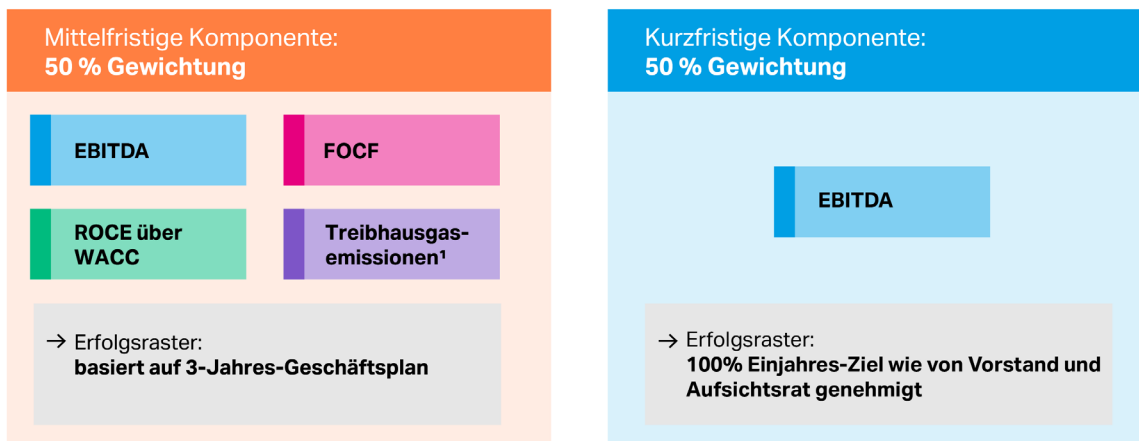 Mittelfristige Komponente:
50 % Gewichtung
EBITDA
FOCF
ROCE über
WACC
Treibhausgas-
emissionen¹
→ Erfolgsraster:
basiert auf 3-Jahres-Geschäftsplan
Kurzfristige Komponente:
50 % Gewichtung
EBITDA
→ Erfolgsraster:
100% Einjahres-Ziel wie von Vorstand und
Aufsichtsrat genehmigt